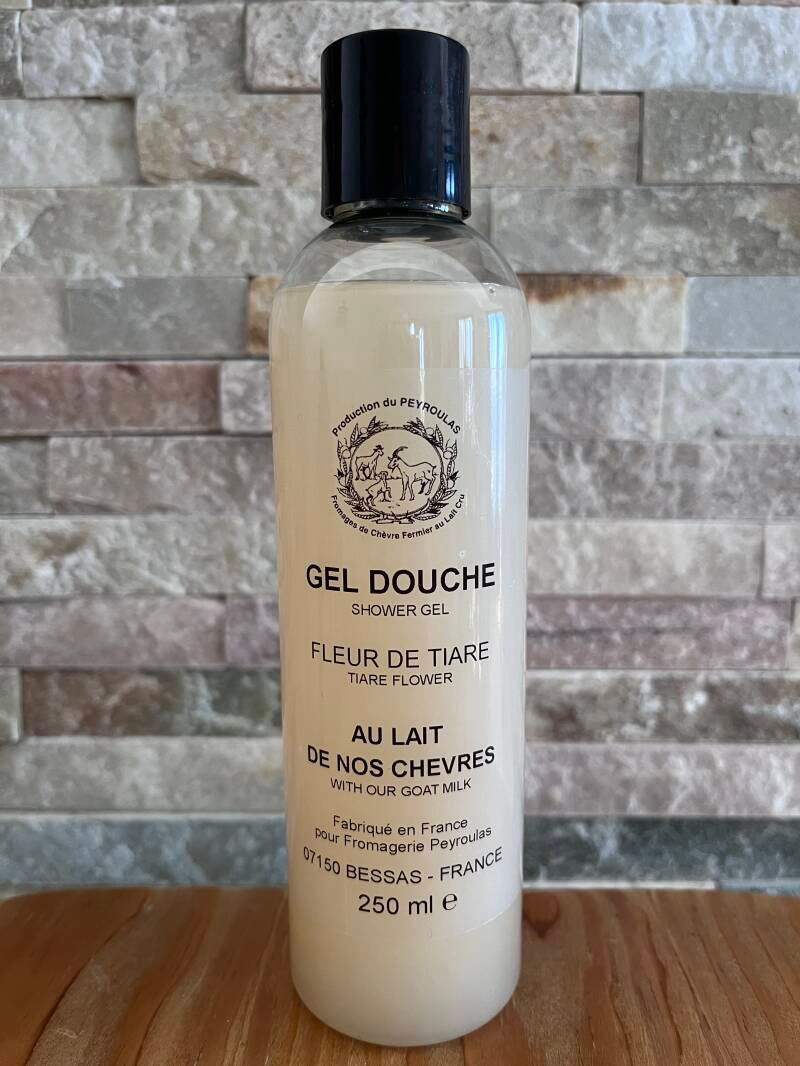 Production du PEYROULAS
Fromages de Chèvre Fermier au Lait Cru
GEL DOUCHE
SHOWER GEL
FLEUR DE TIARE
TIARE FLOWER
AU LAIT
DE NOS CHEVRES
WITH OUR GOAT MILK
Fabriqué en France
pour Fromagerie Peyroulas
07150 BESSAS - FRANCE
250 ml ℮